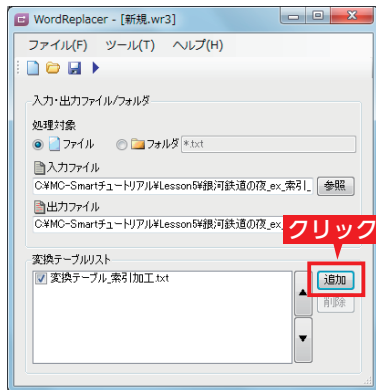 WordReplacer - [新規.wr3]
ファイル(F) ツール(T) ヘルプ(H)
入力・出力ファイル/フォルダ
処理対象
ファイル フォルダ *.txt
入力ファイル
C:¥MC-Smartチュートリアル¥Lesson5¥銀河鉄道の夜_ex_索引_ 参照
出力ファイル
C:¥MC-Smartチュートリアル¥Lesson5¥銀河鉄道の夜_ex_
クリック
変換テーブルリスト
変換テーブル_索引加工.txt
追加
削除